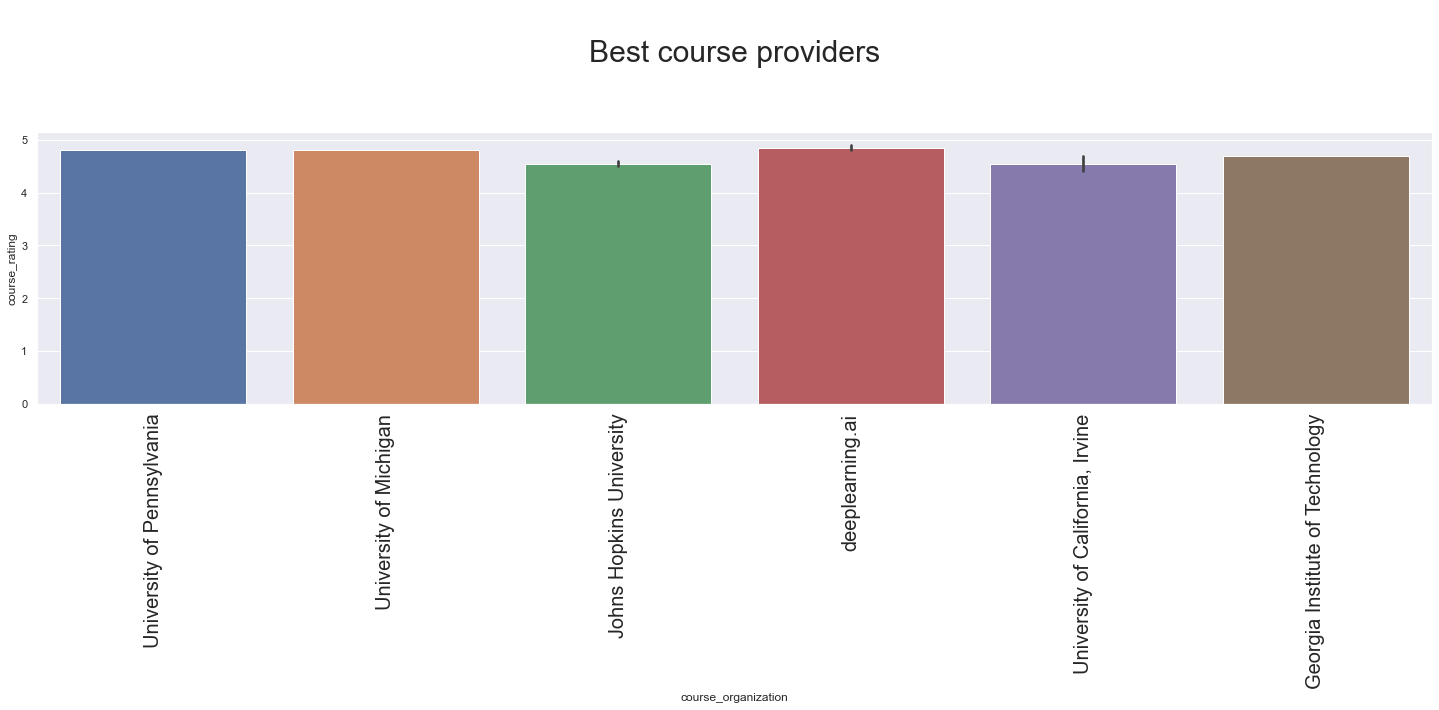 Best course providers
course_rating
5
4
3
2
1
0
University of Pennsylvania
University of Michigan
Johns Hopkins University
deeplearning.ai
University of California, Irvine
Georgia Institute of Technology
course_organization